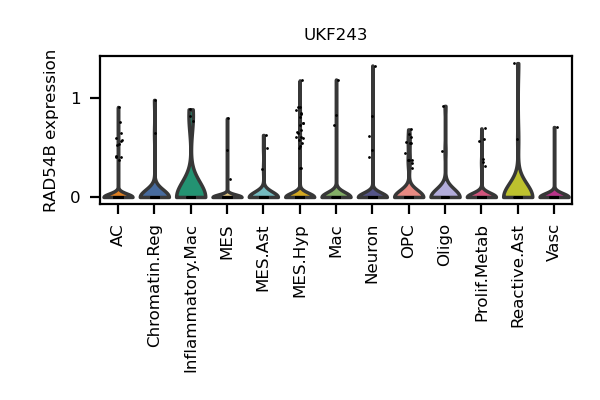 UKF243
RAD54B expression
1
0
AC
Chromatin.Reg
Inflammatory.Mac
MES
MES.Ast
MES.Hyp
Mac
Neuron
OPC
Oligo
Prolif.Metab
Reactive.Ast
Vasc